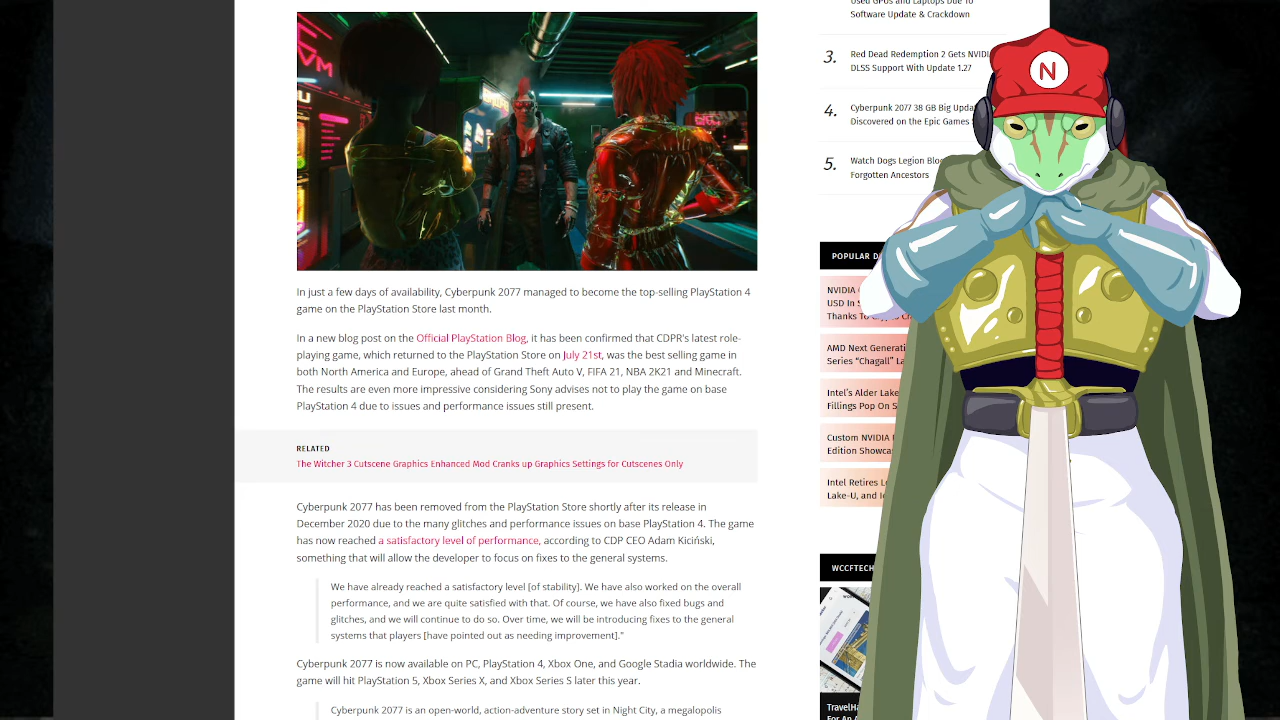 Used GPUs and Laptops Due To
Software Update & Crackdown
3.
Red Dead Redemption 2 Gets NVIDI
DLSS Support With Update 1.27
4.
Cyberpunk 2077 38 GB Big Upda
Discovered on the Epic Games S
5.
Watch Dogs Legion Bloo
Forgotten Ancestors
N
In just a few days of availability, Cyberpunk 2077 managed to become the top-selling PlayStation 4
game on the PlayStation Store last month.
In a new blog post on the Official PlayStation Blog, it has been confirmed that CDPR's latest role-
playing game, which returned to the PlayStation Store on July 21st, was the best selling game in
both North America and Europe, ahead of Grand Theft Auto V, FIFA 21, NBA 2K21 and Minecraft.
The results are even more impressive considering Sony advises not to play the game on base
PlayStation 4 due to issues and performance issues still present.
RELATED
The Witcher 3 Cutscene Graphics Enhanced Mod Cranks up Graphics Settings for Cutscenes Only
Cyberpunk 2077 has been removed from the PlayStation Store shortly after its release in
December 2020 due to the many glitches and performance issues on base PlayStation 4. The game
has now reached a satisfactory level of performance, according to CDP CEO Adam Kiciński,
something that will allow the developer to focus on fixes to the general systems.
We have already reached a satisfactory level [of stability]. We have also worked on the overall
performance, and we are quite satisfied with that. Of course, we have also fixed bugs and
glitches, and we will continue to do so. Over time, we will be introducing fixes to the general
systems that players [have pointed out as needing improvement]."
Cyberpunk 2077 is now available on PC, PlayStation 4, Xbox One, and Google Stadia worldwide. The
game will hit PlayStation 5, Xbox Series X, and Xbox Series S later this year.
Cyberpunk 2077 is an open-world, action-adventure story set in Night City, a megalopolis
POPULAR D
NVIDIA
USD In S
Thanks To
AMD Next Generati
Series "Chagall" La
Intel's Alder Lake
Fillings Pop On S
Custom NVIDIA
Edition Showca
Intel Retires L
Lake-U, and I
WCCFTECH
TravelHa
For An A